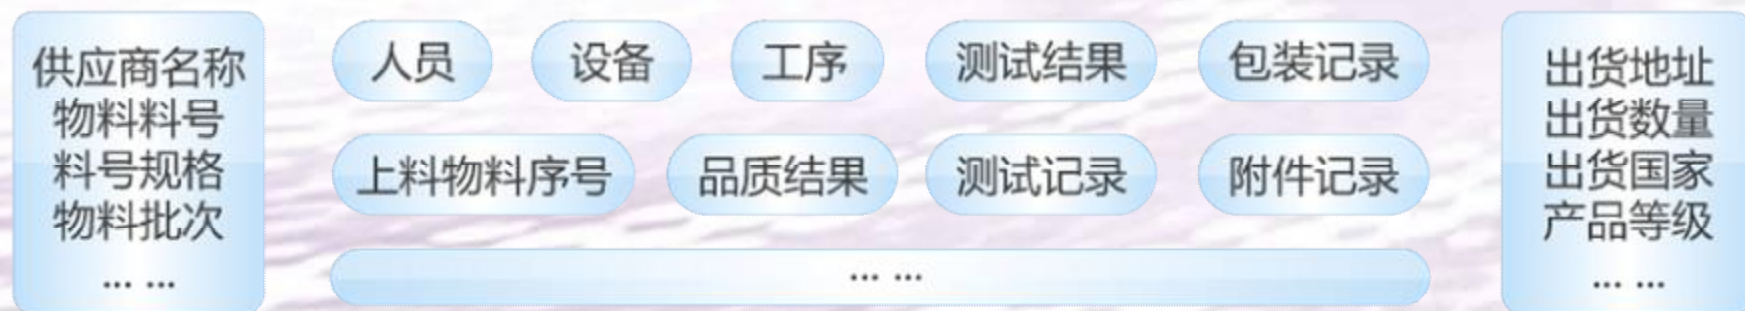 供应商名称
物料料号
料号规格
物料批次
... ...
人员 设备 工序 测试结果 包装记录
上料物料序号 品质结果 测试记录 附件记录
... ...
出货地址
出货数量
出货国家
产品等级
... ...